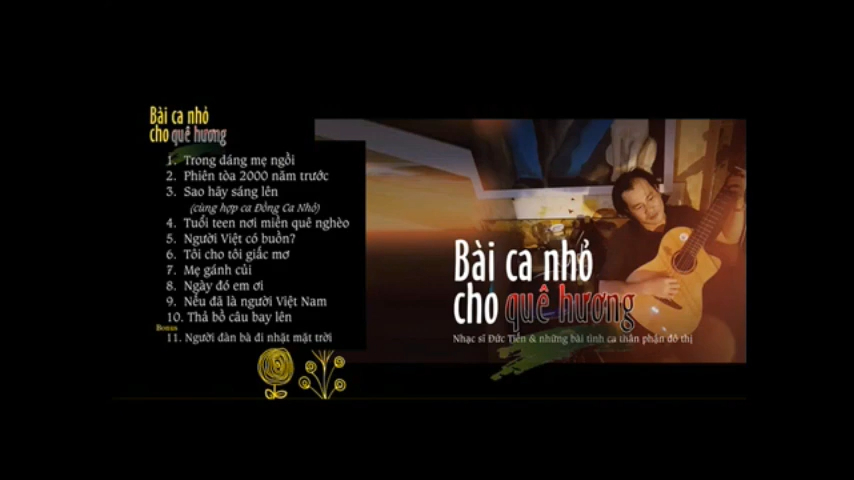 Bài ca nhỏ
cho quê hương
1. Trong dáng mẹ ngồi
2. Phiên tòa 2000 năm trước
3. Sao hãy sáng lên
(cùng hợp ca Đồng Ca Nhỏ)
4. Tuổi teen nơi miền quê nghèo
5. Người Việt có buồn?
6. Tôi cho tôi giấc mơ
7. Mẹ gánh củi
8. Ngày đó em ơi
9. Nếu đã là người Việt Nam
10. Thả bồ câu bay lên
Bonus
11. Người đàn bà đi nhặt mặt trời
Bài ca nhỏ
cho quê hương
Nhạc sĩ Đức Tiến & những bài tình ca thân phận đô thị